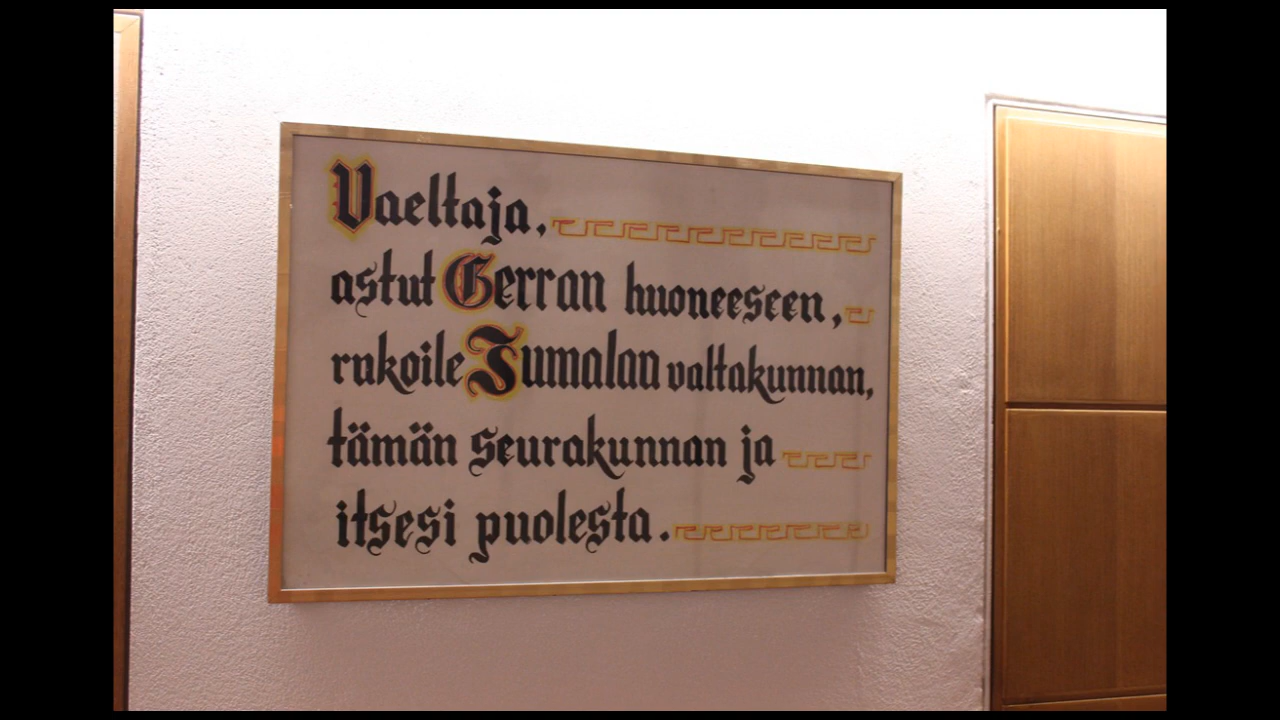 Vaeltaja,
astut Herran huoneeseen,
rukoile Jumalan valtakunnan,
tämän seurakunnan ja
itsesi puolesta.